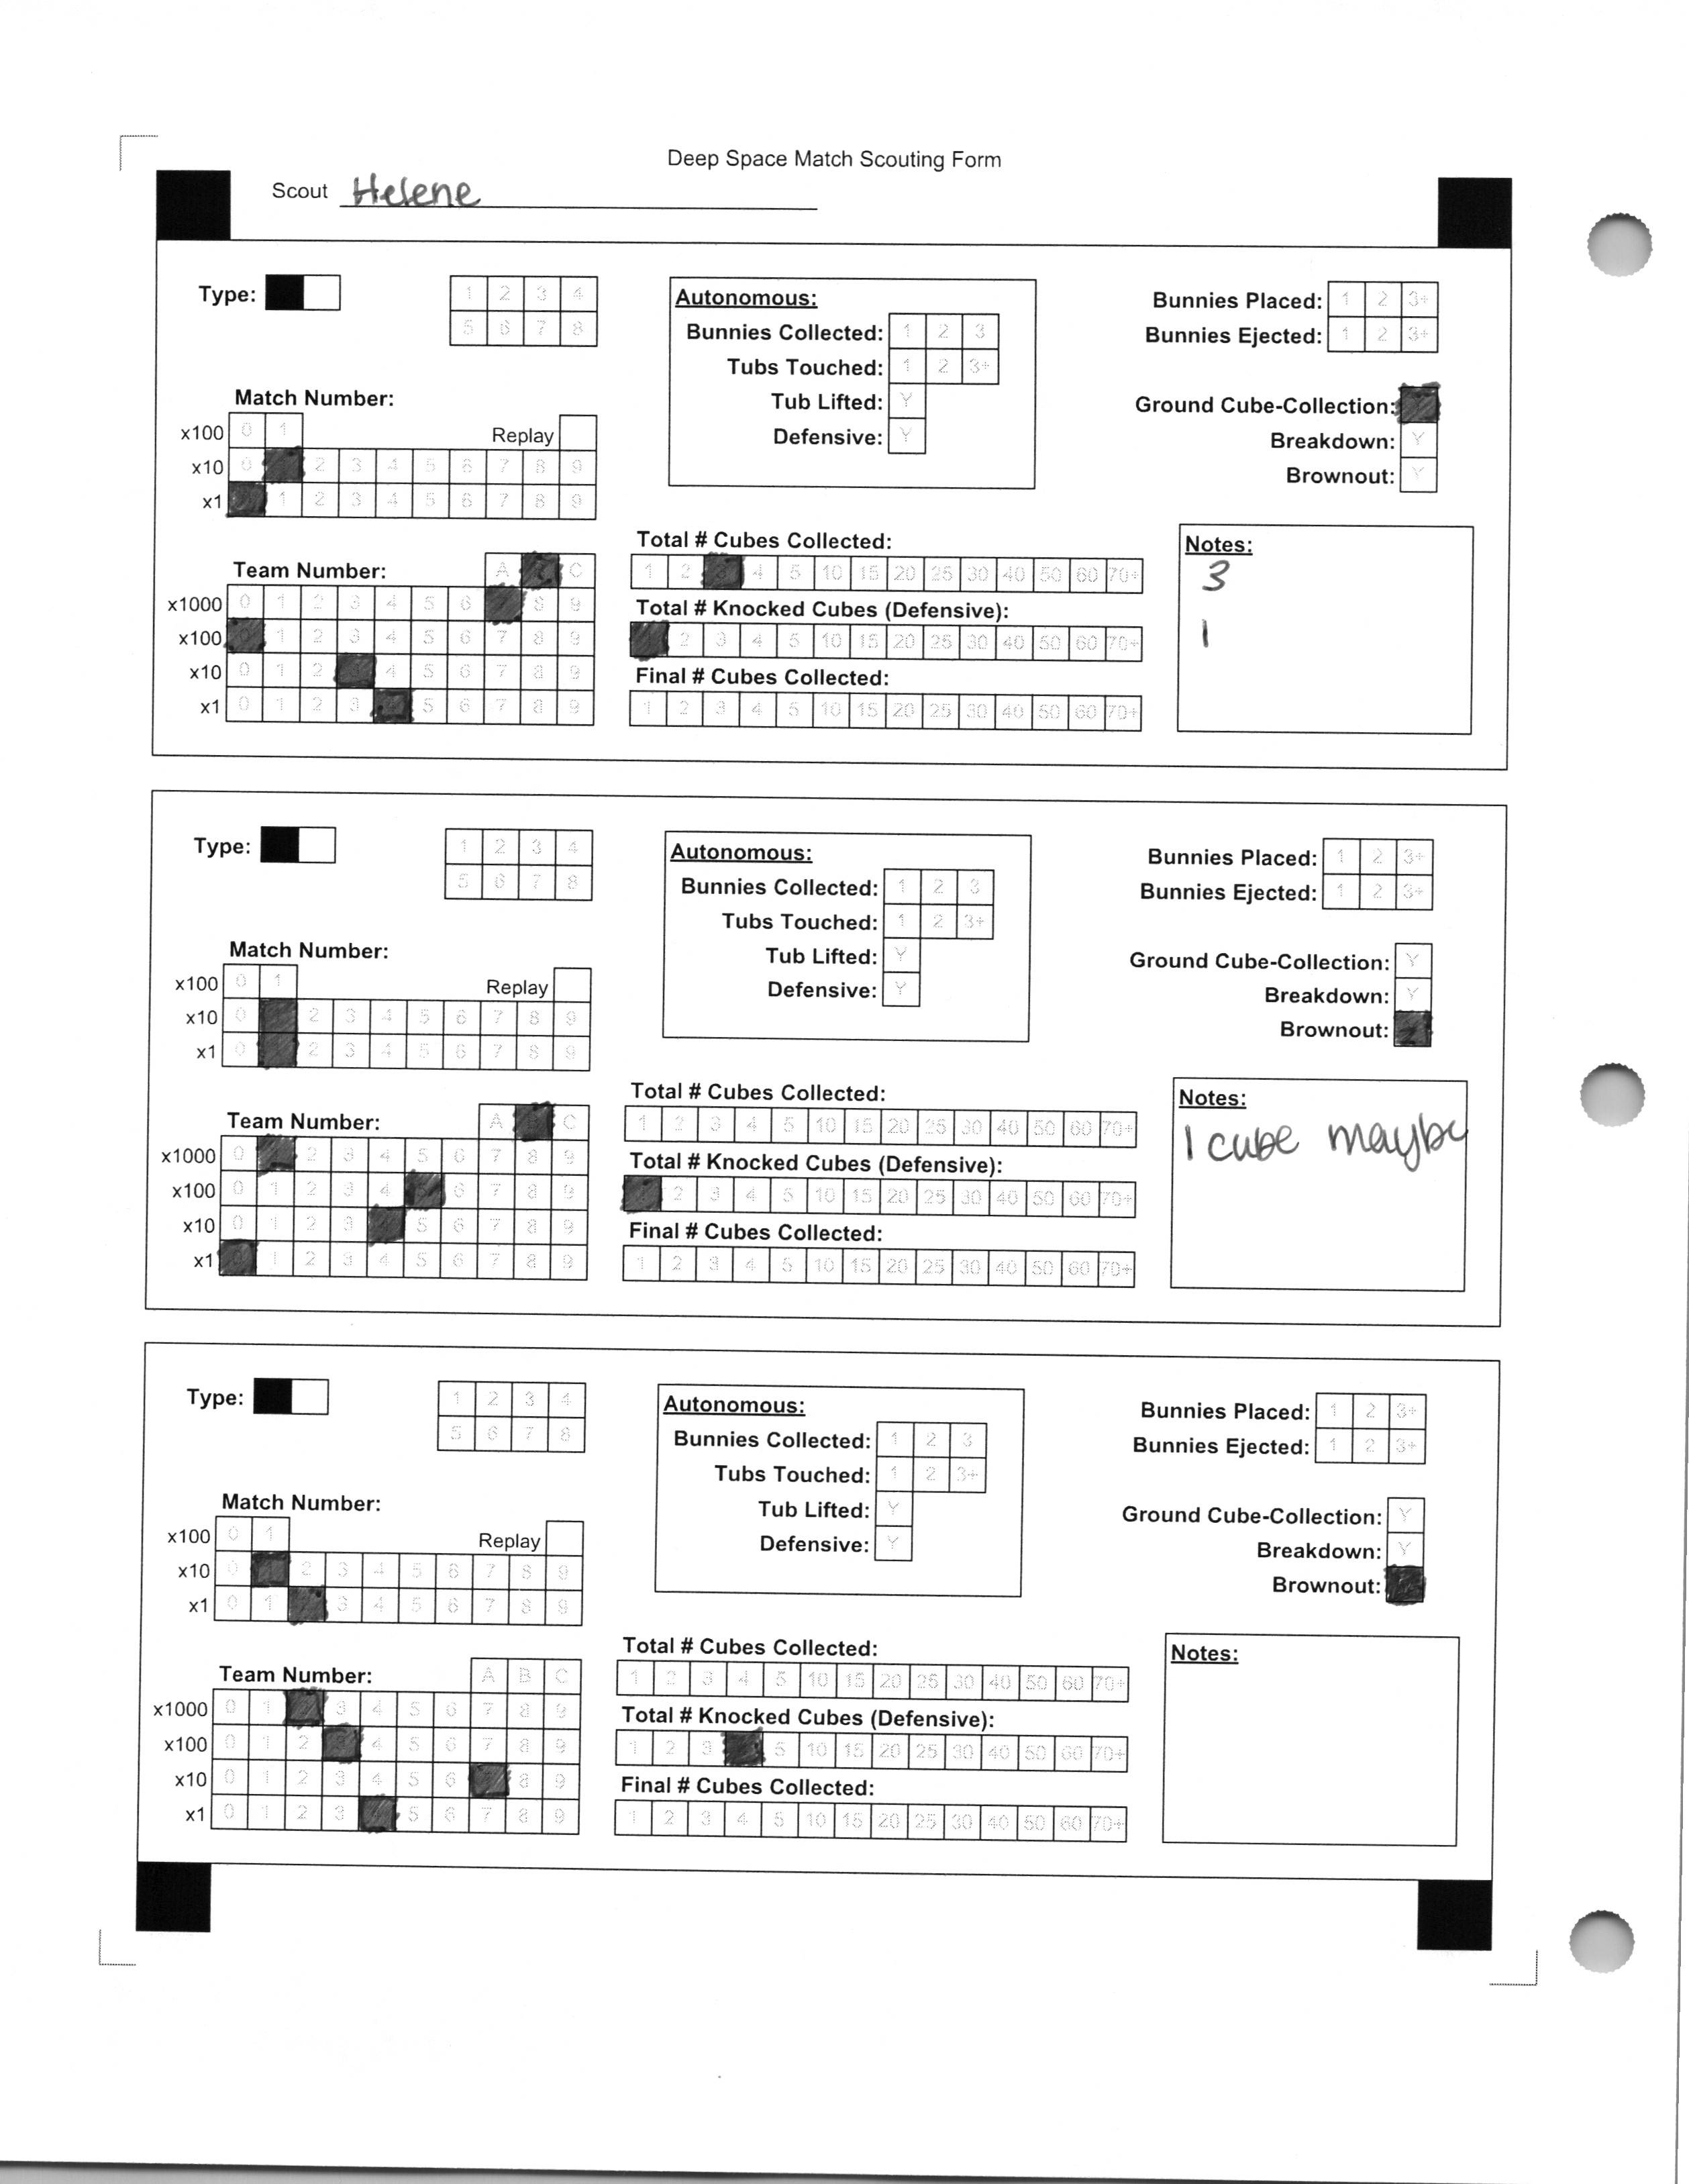 Deep Space Match Scouting Form
Scout Helene
Type:
1 2 3 4
5 6 7 8
Match Number:
x100 0 1 Replay
x10 0 2 3 4 5 6 7 8 9
x1 1 2 3 4 5 6 7 8 9
Team Number: A C
x1000 0 1 2 3 4 5 6 8 9
x100 1 2 3 4 5 6 7 8 9
x10 0 1 2 4 5 6 7 8 9
x1 0 1 2 3 5 6 7 8 9
Autonomous:
Bunnies Collected: 1 2 3
Tubs Touched: 1 2 3+
Tub Lifted: Y
Defensive: Y
Bunnies Placed: 1 2 3+
Bunnies Ejected: 1 2 3+
Ground Cube-Collection:
Breakdown: Y
Brownout: Y
Total # Cubes Collected:
1 2 4 5 10 15 20 25 30 40 50 60 70+
Total # Knocked Cubes (Defensive):
2 3 4 5 10 15 20 25 30 40 50 60 70+
Final # Cubes Collected:
1 2 3 4 5 10 15 20 25 30 40 50 60 70+
Notes:
3
1
Type:
1 2 3 4
5 6 7 8
Match Number:
x100 0 1 Replay
x10 0 2 3 4 5 6 7 8 9
x1 0 2 3 4 5 6 7 8 9
Team Number: A C
x1000 0 2 3 4 5 6 7 8 9
x100 0 1 2 3 4 6 7 8 9
x10 0 1 2 3 5 6 7 8 9
x1 1 2 3 4 5 6 7 8 9
Autonomous:
Bunnies Collected: 1 2 3
Tubs Touched: 1 2 3+
Tub Lifted: Y
Defensive: Y
Bunnies Placed: 1 2 3+
Bunnies Ejected: 1 2 3+
Ground Cube-Collection: Y
Breakdown: Y
Brownout:
Total # Cubes Collected:
1 2 3 4 5 10 15 20 25 30 40 50 60 70+
Total # Knocked Cubes (Defensive):
2 3 4 5 10 15 20 25 30 40 50 60 70+
Final # Cubes Collected:
1 2 3 4 5 10 15 20 25 30 40 50 60 70+
Notes:
1 cube maybe
Type:
1 2 3 4
5 6 7 8
Match Number:
x100 0 1 Replay
x10 0 2 3 4 5 6 7 8 9
x1 0 1 3 4 5 6 7 8 9
Team Number: A B C
x1000 0 1 3 4 5 6 7 8 9
x100 0 1 2 4 5 6 7 8 9
x10 0 1 2 3 4 5 6 8 9
x1 0 1 2 3 5 6 7 8 9
Autonomous:
Bunnies Collected: 1 2 3
Tubs Touched: 1 2 3+
Tub Lifted: Y
Defensive: Y
Bunnies Placed: 1 2 3+
Bunnies Ejected: 1 2 3+
Ground Cube-Collection: Y
Breakdown: Y
Brownout:
Total # Cubes Collected:
1 2 3 4 5 10 15 20 25 30 40 50 60 70+
Total # Knocked Cubes (Defensive):
1 2 3 5 10 15 20 25 30 40 50 60 70+
Final # Cubes Collected:
1 2 3 4 5 10 15 20 25 30 40 50 60 70+
Notes: